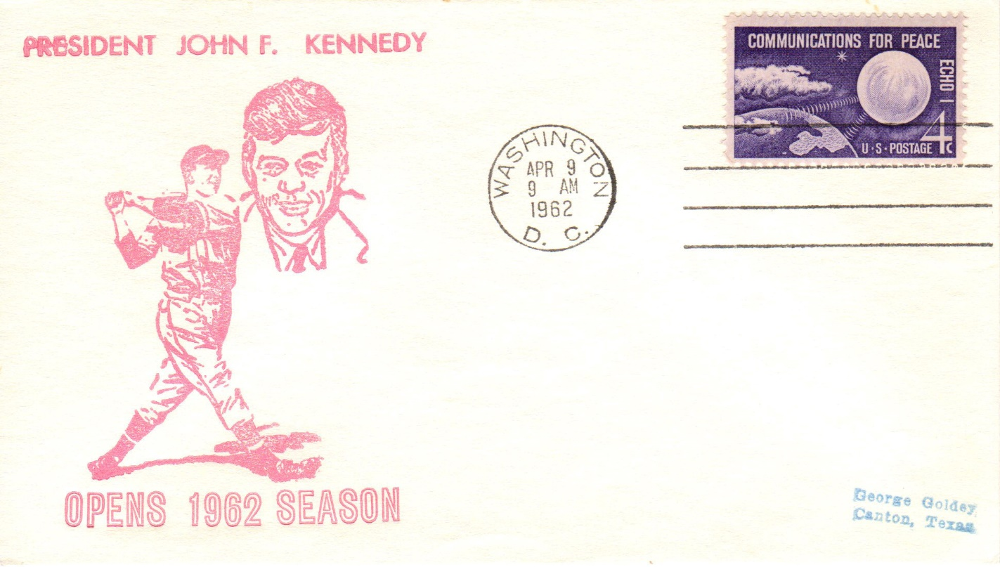 PRESIDENT JOHN F. KENNEDY
COMMUNICATIONS FOR PEACE
ECHO I
4c
U·S·POSTAGE
WASHINGTON
APR 9
9 AM
1962
D. C.
OPENS 1962 SEASON
George Goldey
Canton, Texas